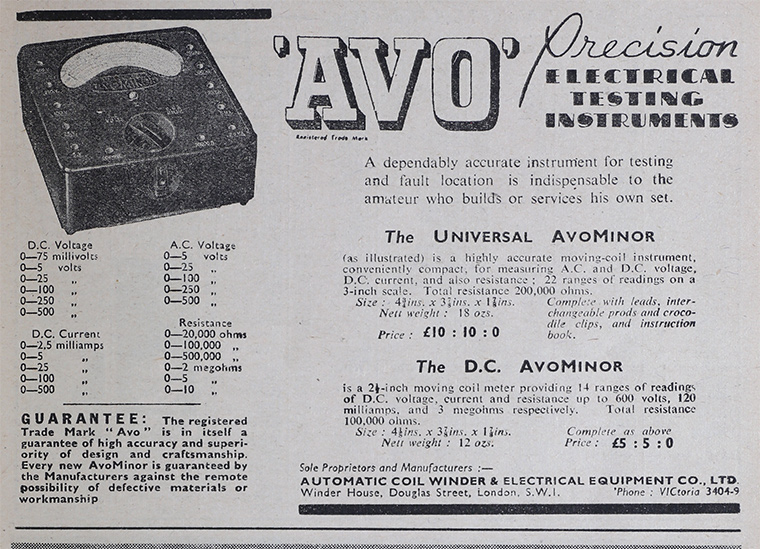 'AVO'
Registered Trade Mark
Precision
ELECTRICAL
TESTING
INSTRUMENTS
A dependably accurate instrument for testing
and fault location is indispensable to the
amateur who builds or services his own set.
D.C. Voltage
0—75 millivolts
0—5 volts
0—25 „
0—100 „
0—250 „
0—500 „
D.C. Current
0—2.5 milliamps
0—5 „
0—25 „
0—100 „
0—500 „
A.C. Voltage
0—5 volts
0—25 „
0—100 „
0—250 „
0—500 „
Resistance
0—20,000 ohms
0—100,000 „
0—500,000 „
0—2 megohms
0—5 „
0—10 „
GUARANTEE: The registered
Trade Mark "Avo" is in itself a
guarantee of high accuracy and superi-
ority of design and craftsmanship.
Every new AvoMinor is guaranteed by
the Manufacturers against the remote
possibility of defective materials or
workmanship
The UNIVERSAL AVOMINOR
(as illustrated) is a highly accurate moving-coil instrument,
conveniently compact, for measuring A.C. and D.C. voltage,
D.C. current, and also resistance; 22 ranges of readings on a
3-inch scale. Total resistance 200,000 ohms.
Size: ins. x ins. x ins.
Nett weight: 18 ozs.
Price: £10 : 10 : 0
Complete with leads, inter-
changeable prods and croco-
dile clips, and instruction
book.
The D.C. AVOMINOR
is a 2½-inch moving coil meter providing 14 ranges of readings
of D.C. voltage, current and resistance up to 600 volts, 120
milliamps, and 3 megohms respectively. Total resistance
100,000 ohms.
Size: ins. x ins. x ins.
Nett weight: 12 ozs.
Complete as above
Price: £5 : 5 : 0
Sole Proprietors and Manufacturers :—
AUTOMATIC COIL WINDER & ELECTRICAL EQUIPMENT CO., LTD.
Winder House, Douglas Street, London, S.W.1. 'Phone : VICtoria 3404-9